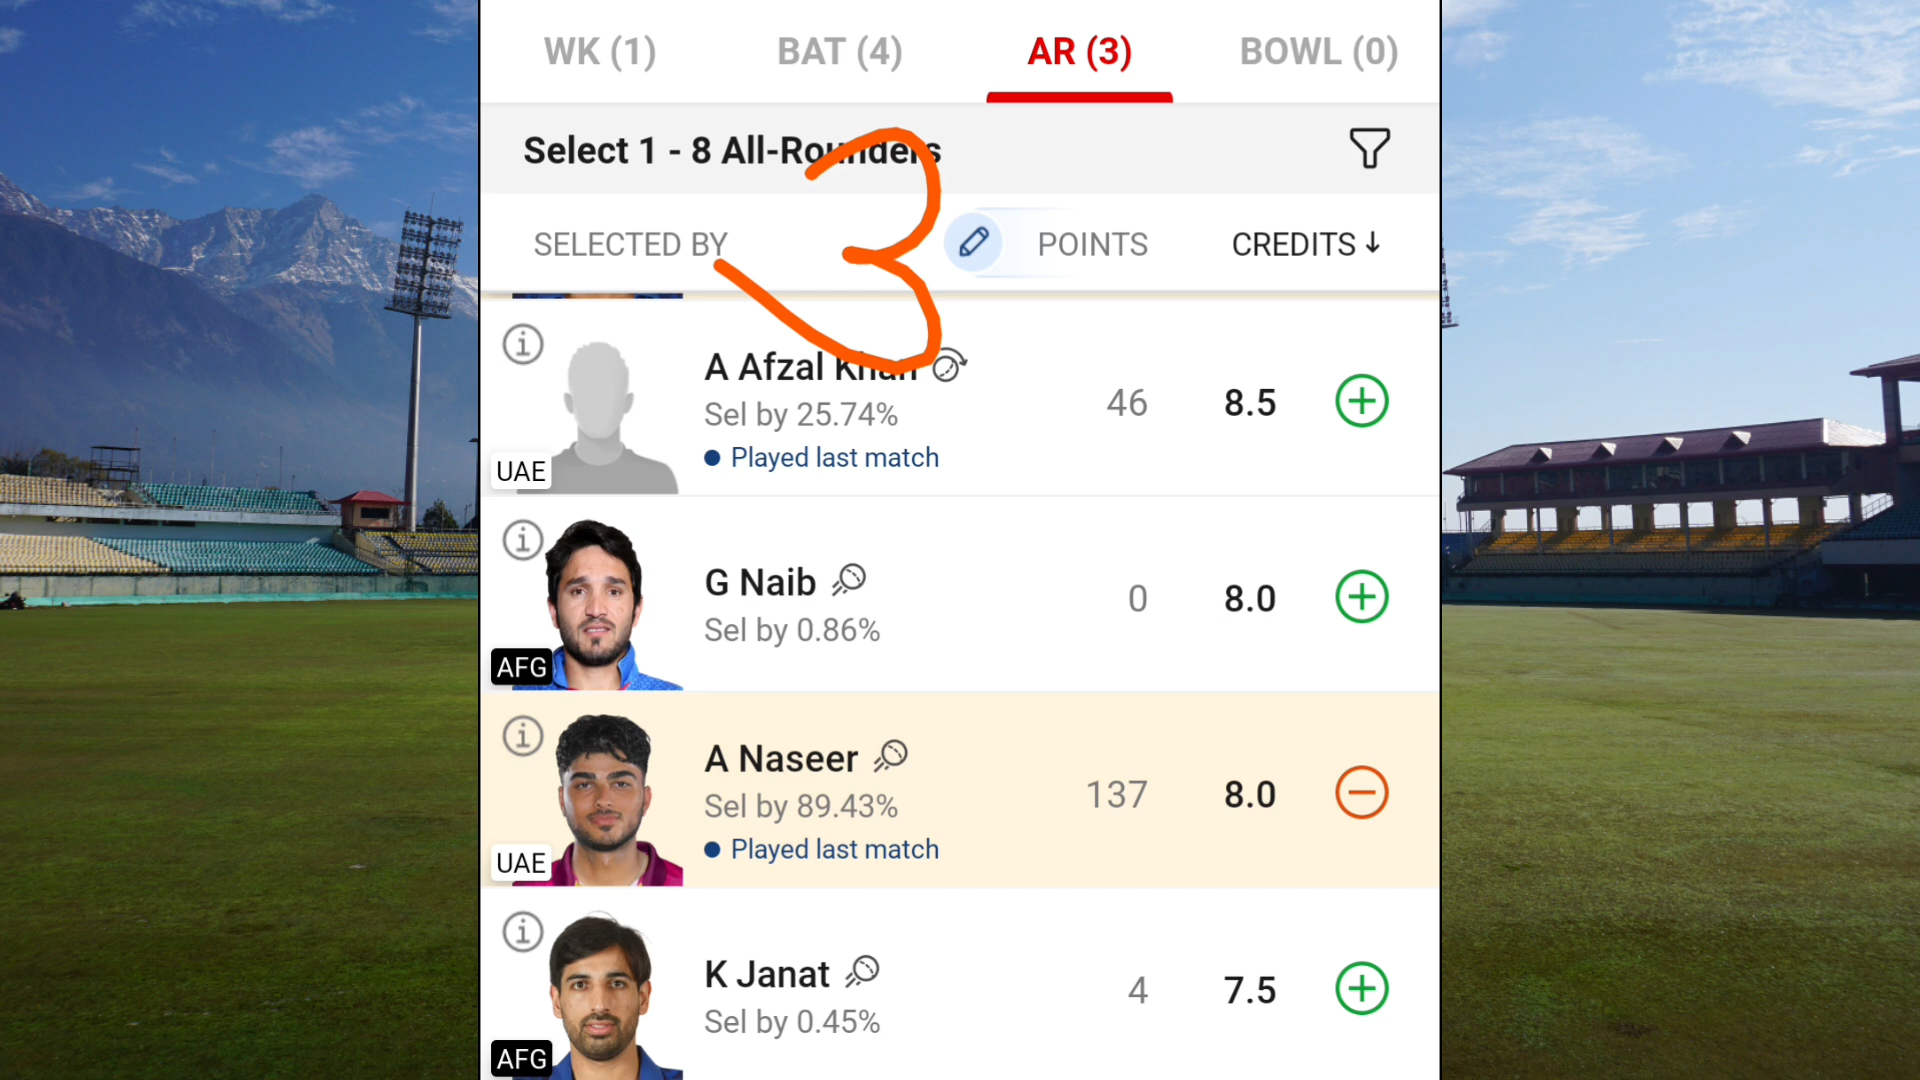 WK (1) BAT (4) AR (3) BOWL (0)
Select 1 - 8 All-Rounders
3
SELECTED BY POINTS CREDITS ↓
A Afzal Khan
Sel by 25.74% 46 8.5
Played last match
UAE
G Naib
Sel by 0.86% 0 8.0
AFG
A Naseer
Sel by 89.43% 137 8.0
Played last match
UAE
K Janat
Sel by 0.45% 4 7.5
AFG